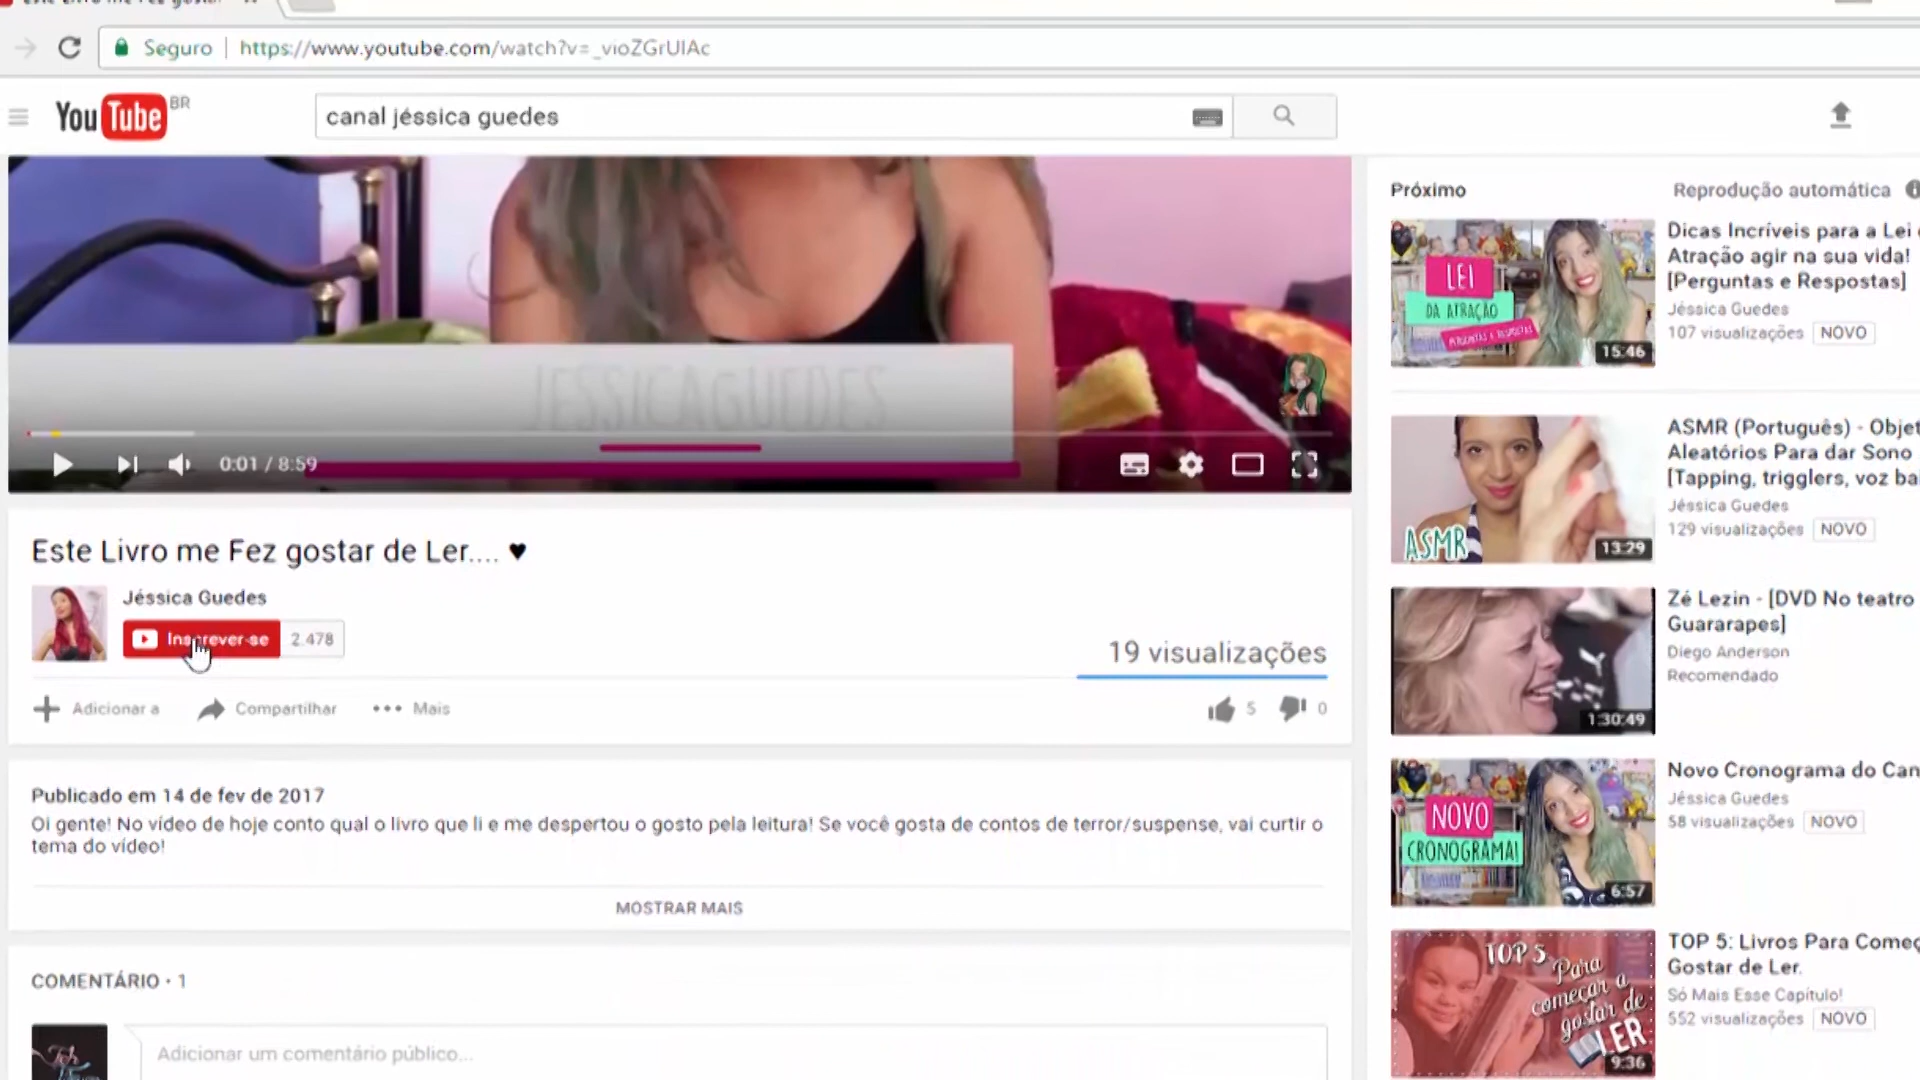 Seguro
https://www.youtube.com/watch?v=_vioZGrUIAc
YouTube BR
canal jéssica guedes
JESSICAGUEDES
0:01 / 8:59
Este Livro me Fez gostar de Ler.... ♥
Jéssica Guedes
Inscrever-se 2.478
19 visualizações
Adicionar a Compartilhar Mais
5 0
Publicado em 14 de fev de 2017
Oi gente! No vídeo de hoje conto qual o livro que li e me despertou o gosto pela leitura! Se você gosta de contos de terror/suspense, vai curtir o
tema do vídeo!
MOSTRAR MAIS
COMENTÁRIO • 1
Adicionar um comentário público...
Próximo
Reprodução automática
LEI
DA ATRAÇÃO
PERGUNTAS E RESPOSTAS
15:46
Dicas Incríveis para a Lei
Atração agir na sua vida!
[Perguntas e Respostas]
Jéssica Guedes
107 visualizações NOVO
ASMR
13:29
ASMR (Português) - Objet
Aleatórios Para dar Sono
[Tapping, trigglers, voz bai
Jéssica Guedes
129 visualizações NOVO
1:30:49
Zé Lezin - [DVD No teatro
Guararapes]
Diego Anderson
Recomendado
NOVO
CRONOGRAMA!
6:57
Novo Cronograma do Can
Jéssica Guedes
58 visualizações NOVO
TOP 5
Para
começar a
gostar de
LER
9:36
TOP 5: Livros Para Começ
Gostar de Ler.
Só Mais Esse Capítulo!
552 visualizações NOVO